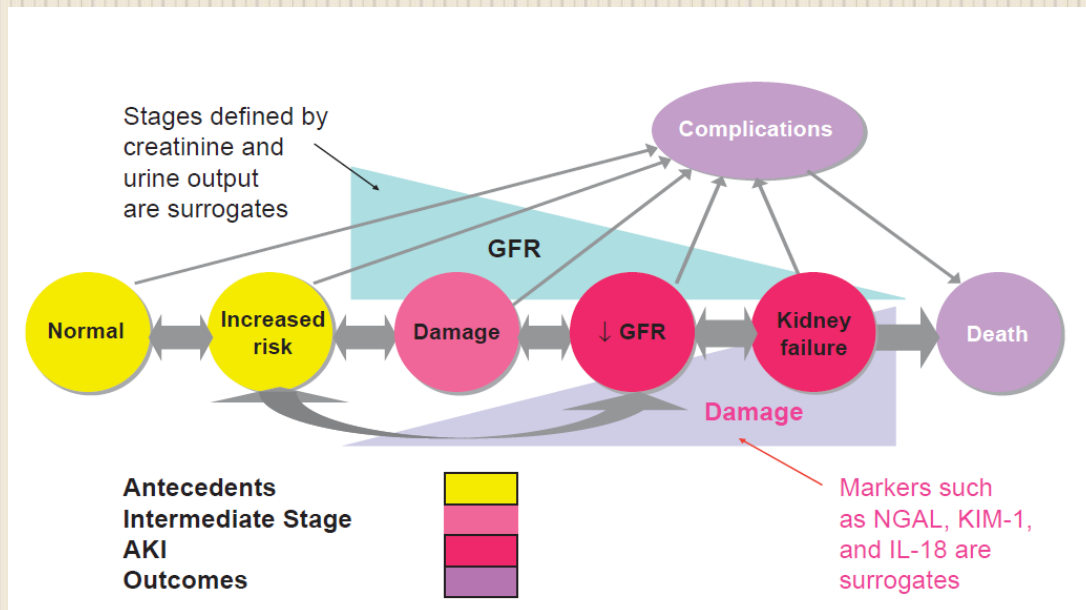 Stages defined by
creatinine and
urine output
are surrogates
Complications
GFR
Normal
Increased
risk
Damage
↓ GFR
Kidney
failure
Death
Damage
Antecedents
Intermediate Stage
AKI
Outcomes
Markers such
as NGAL, KIM-1,
and IL-18 are
surrogates